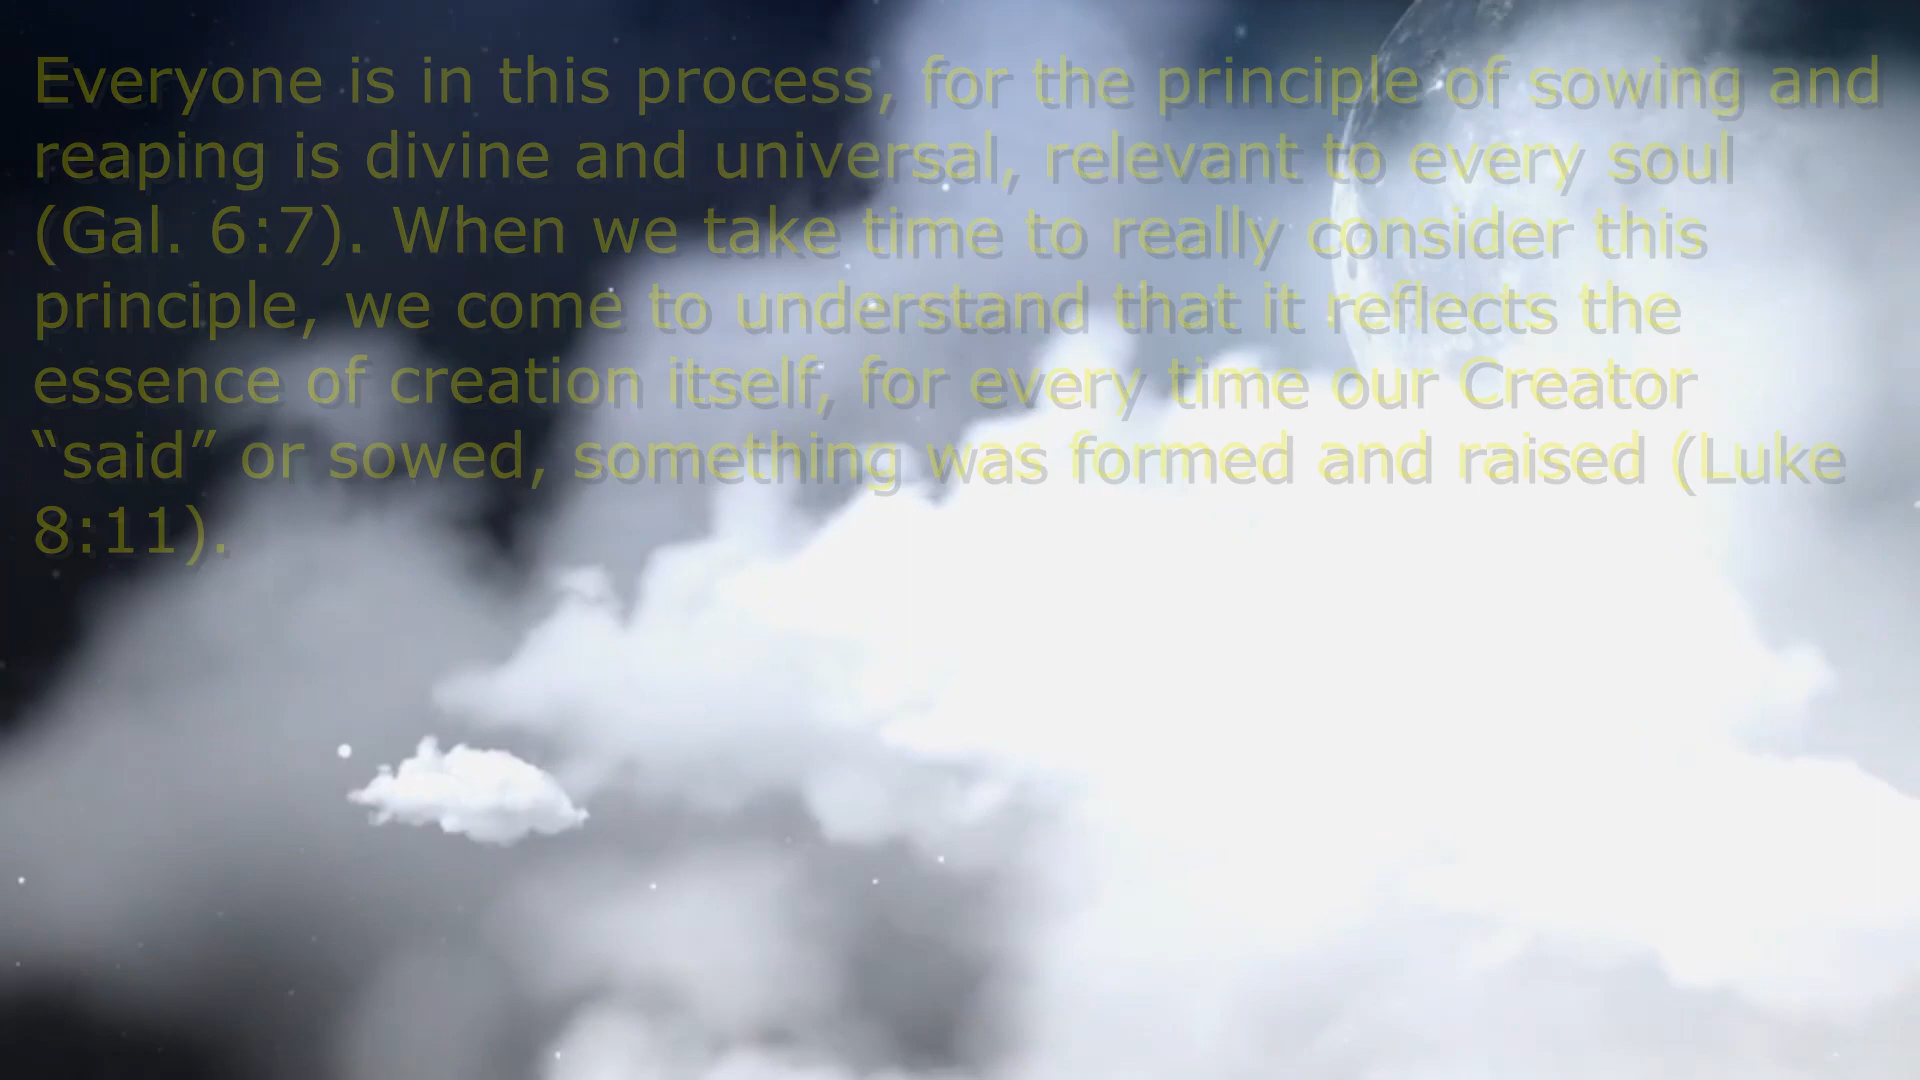 Everyone is in this process, for the principle of sowing and
reaping is divine and universal, relevant to every soul
(Gal. 6:7). When we take time to really consider this
principle, we come to understand that it reflects the
essence of creation itself, for every time our Creator
“said” or sowed, something was formed and raised (Luke
8:11).